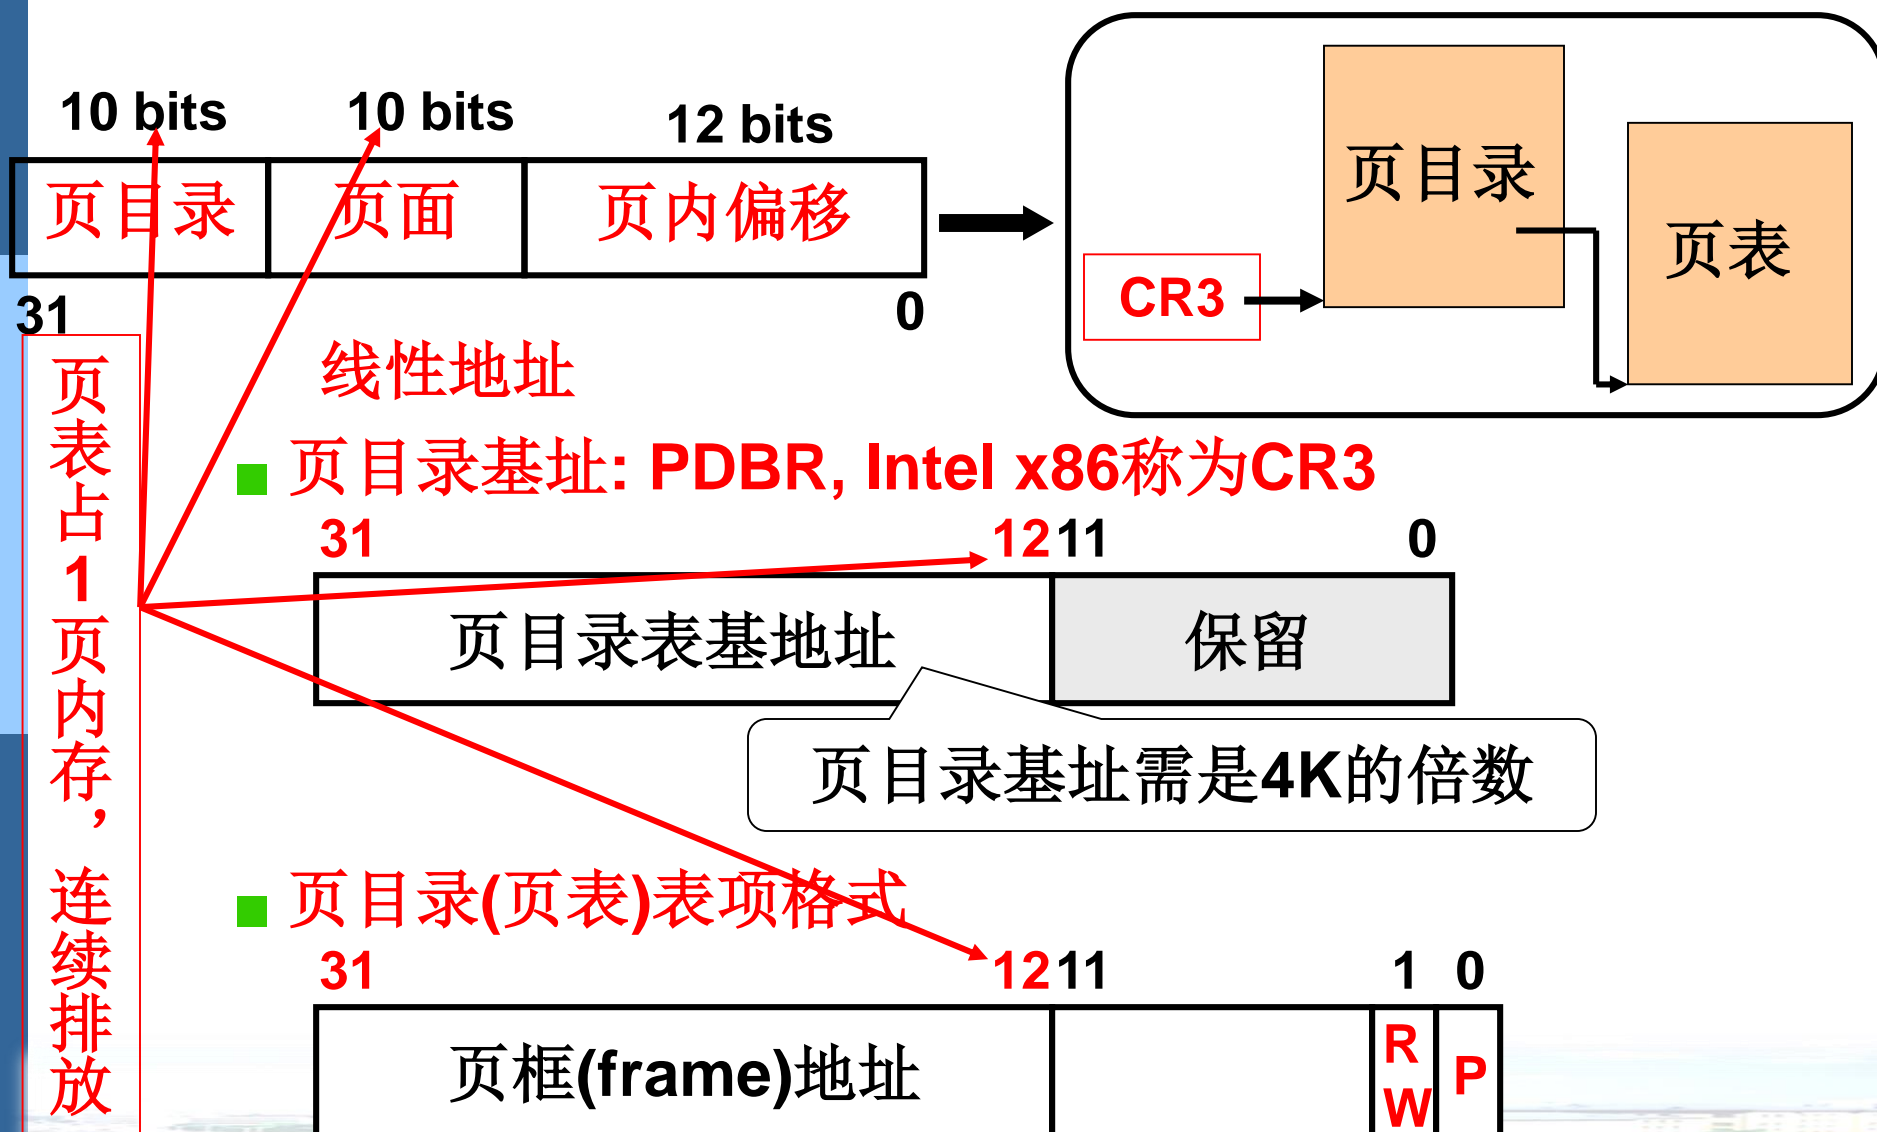 10 bits 10 bits 12 bits
页目录 页面 页内偏移
31 0
线性地址
页目录
页表
CR3
页表占1页内存，连续排放
页目录基址: PDBR, Intel x86称为CR3
31 12 11 0
页目录表基地址 保留
页目录基址需是4K的倍数
页目录(页表)表项格式
31 12 11 1 0
页框(frame)地址 RW P